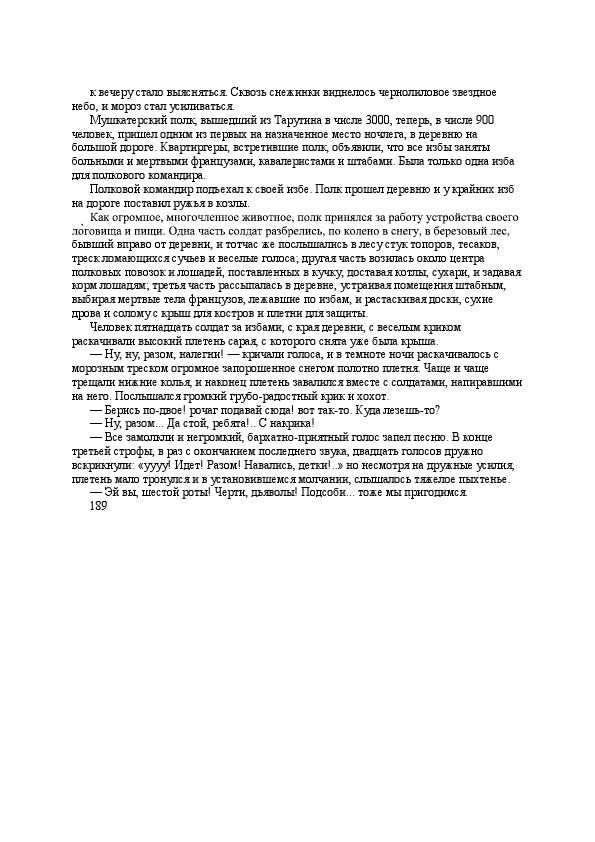 к вечеру стало выясняться. Сквозь снежинки виднелось чернолиловое звездное
небо, и мороз стал усиливаться.
Мушкатерский полк, вышедший из Тарутина в числе 3000, теперь, в числе 900
человек, пришел одним из первых на назначенное место ночлега, в деревню на
большой дороге. Квартиргеры, встретившие полк, объявили, что все избы заняты
больными и мертвыми французами, кавалеристами и штабами. Была только одна изба
для полкового командира.
Полковой командир подъехал к своей избе. Полк прошел деревню и у крайних изб
на дороге поставил ружья в козлы.
Как огромное, многочленное животное, полк принялся за работу устройства своего
ло́говища и пищи. Одна часть солдат разбрелись, по колено в снегу, в березовый лес,
бывший вправо от деревни, и тотчас же послышались в лесу стук топоров, тесаков,
треск ломающихся сучьев и веселые голоса; другая часть возилась около центра
полковых повозок и лошадей, поставленных в кучку, доставая котлы, сухари, и задавая
корм лошадям; третья часть рассыпалась в деревне, устраивая помещения штабным,
выбирая мертвые тела французов, лежавшие по избам, и растаскивая доски, сухие
дрова и солому с крыш для костров и плетни для защиты.
Человек пятнадцать солдат за избами, с края деревни, с веселым криком
раскачивали высокий плетень сарая, с которого снята уже была крыша.
— Ну, ну, разом, налегни! — кричали голоса, и в темноте ночи раскачивалось с
морозным треском огромное запорошенное снегом полотно плетня. Чаще и чаще
трещали нижние колья, и наконец плетень завалился вместе с солдатами, напиравшими
на него. Послышался громкий грубо-радостный крик и хохот.
— Берись по-двое! рочаг подавай сюда! вот так-то. Куда лезешь-то?
— Ну, разом... Да стой, ребята!.. С накрика!
— Все замолкли и негромкий, бархатно-приятный голос запел песню. В конце
третьей строфы, в раз с окончанием последнего звука, двадцать голосов дружно
вскрикнули: «уууу! Идет! Разом! Навались, детки!..» но несмотря на дружные усилия,
плетень мало тронулся и в установившемся молчании, слышалось тяжелое пыхтенье.
— Эй вы, шестой роты! Черти, дьяволы! Подсоби... тоже мы пригодимся.
189